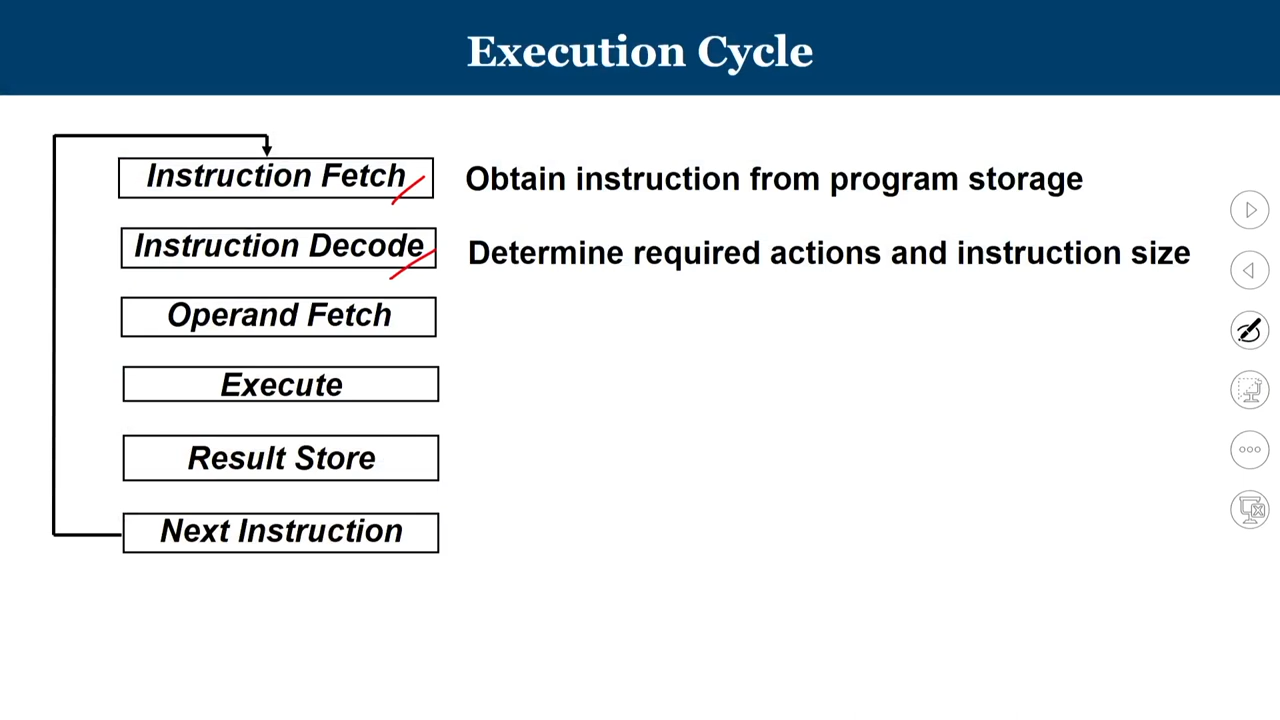 Execution Cycle
Instruction Fetch
Obtain instruction from program storage
Instruction Decode
Determine required actions and instruction size
Operand Fetch
Execute
Result Store
Next Instruction